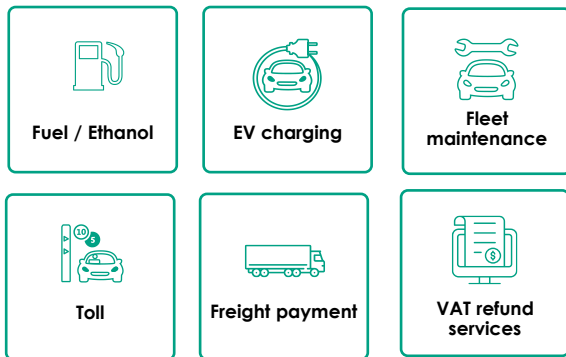 Fuel / Ethanol
EV charging
Fleet
maintenance
10
5
Toll
Freight payment
$
VAT refund
services